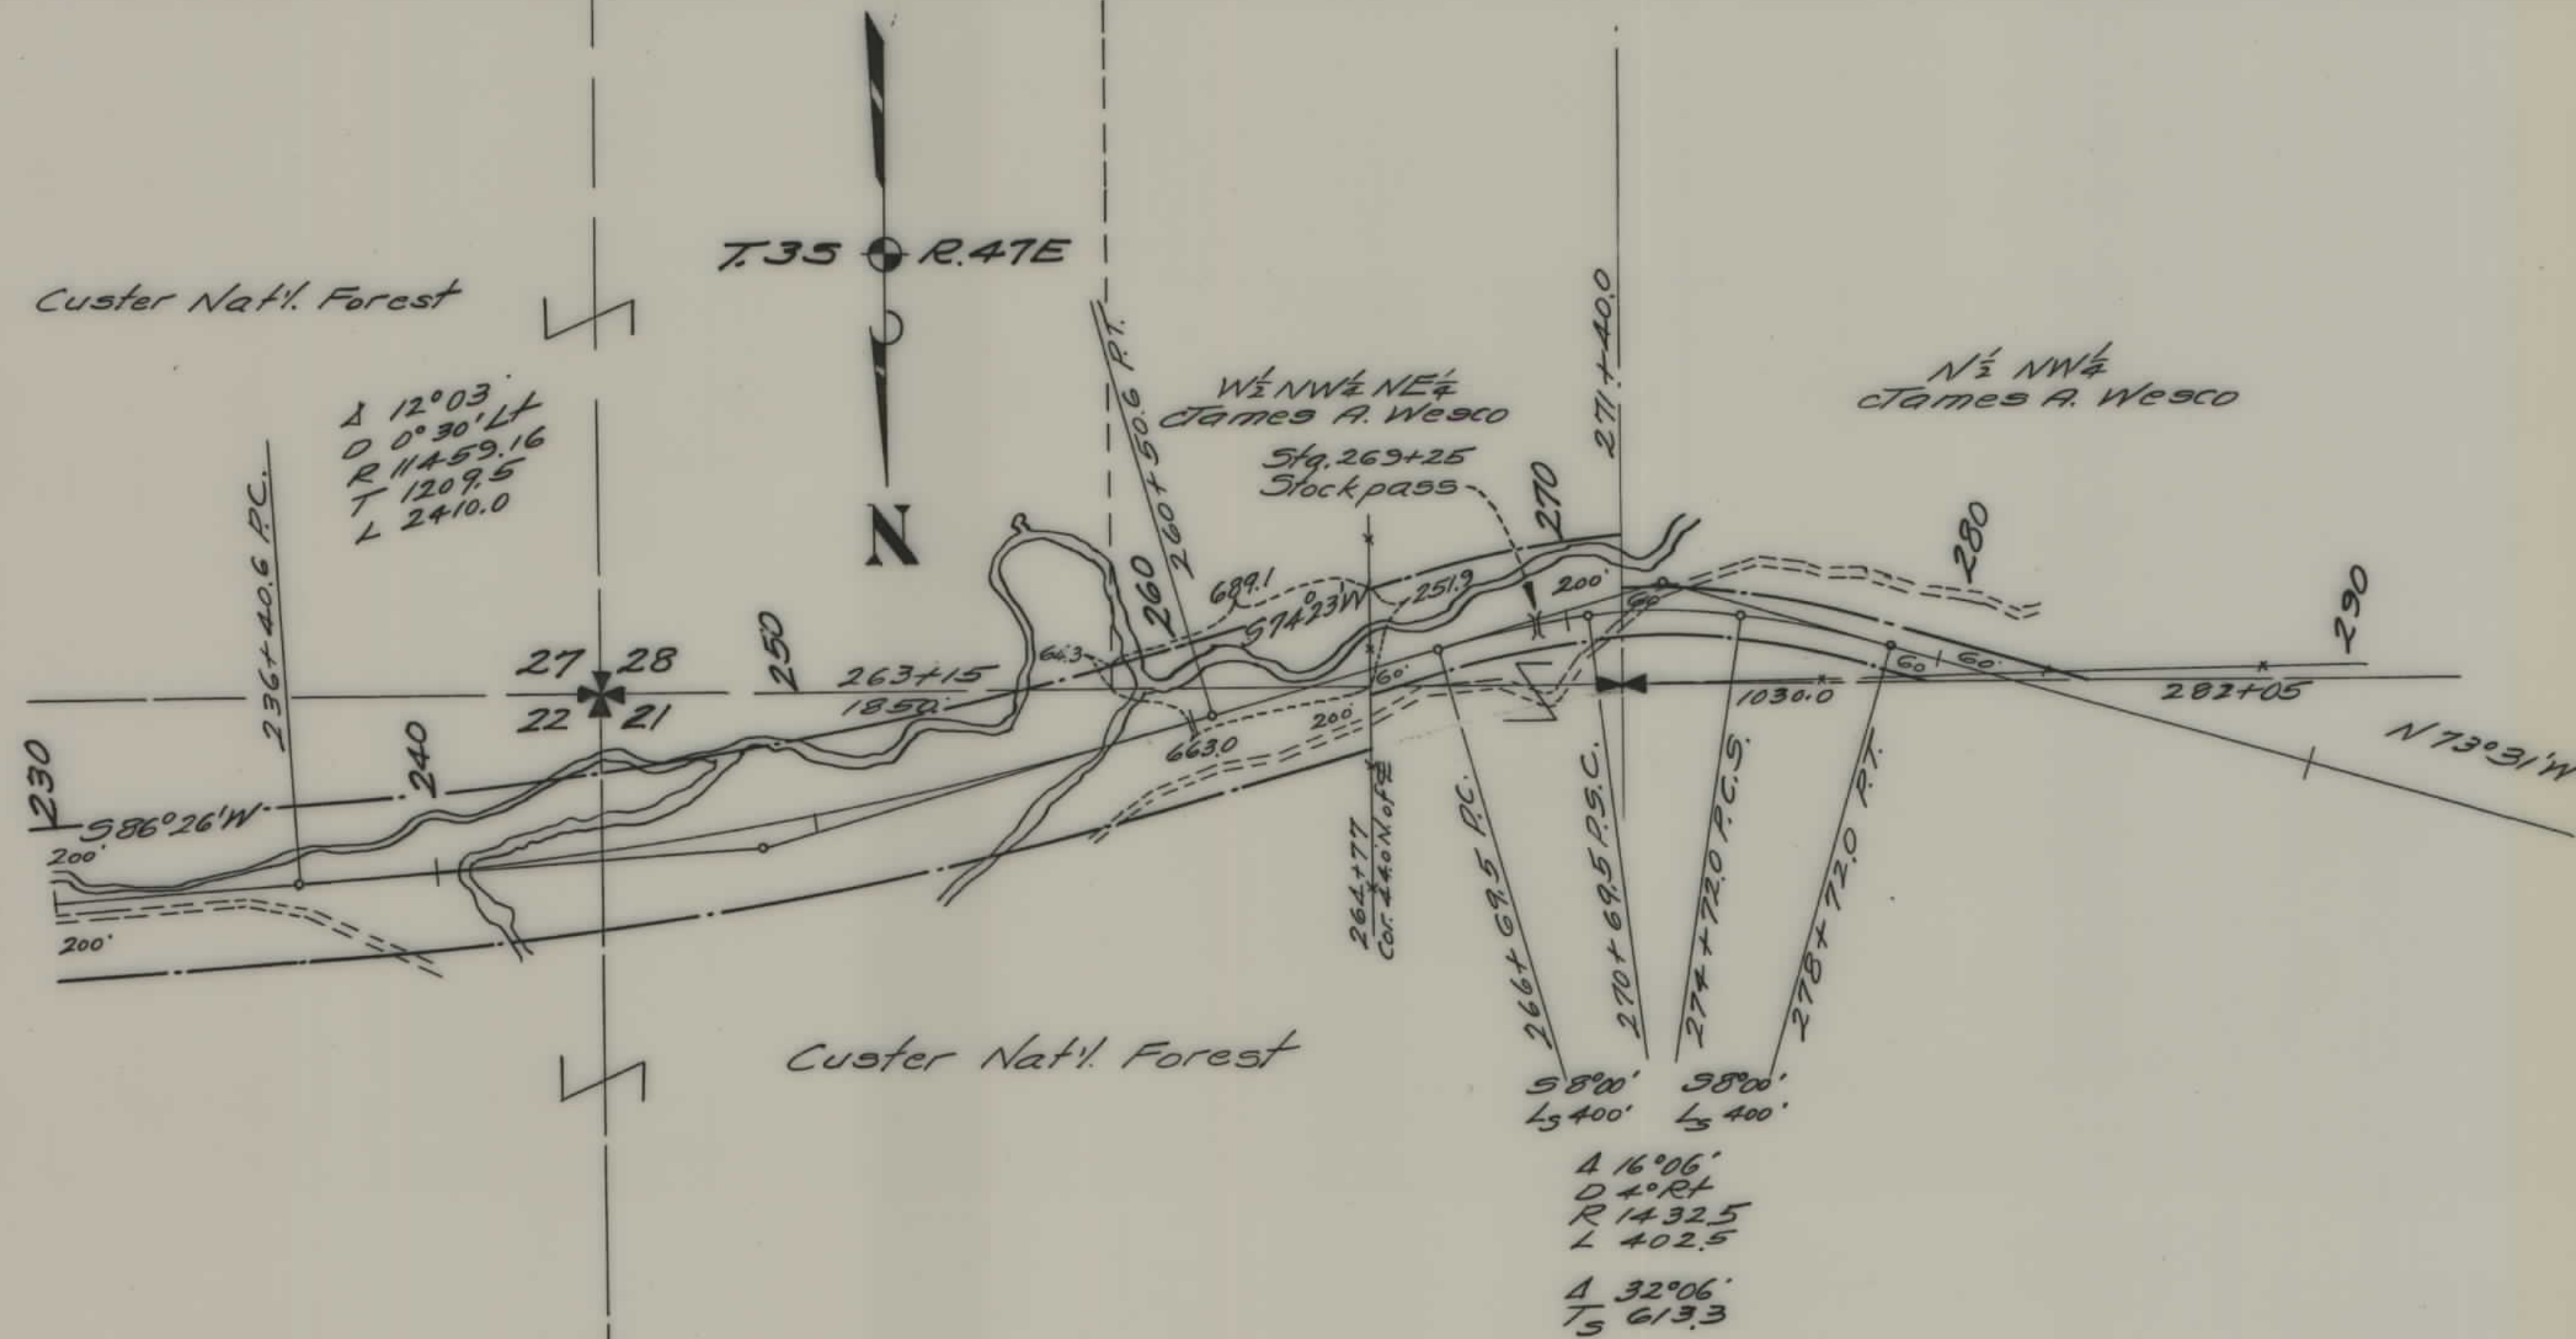 T.3S R.47E
Custer Nat'l. Forest
Δ 12°03'
D 0°30' Lt
R 11459.16
T 1209.5
L 2410.0
236+40.6 P.C.
N
260+50.6 P.T.
W½ NW¼ NE¼
James A. Wesco
Sta. 269+25
Stockpass
271+40.0
N½ NW¼
James A. Wesco
230
240
250
260
270
280
290
27 28
22 21
263+15
1850.
689.1
S74°23'W
251.9
200'
60
64.3
60'
663.0
200'
1030.0
60
60'
282+05
N73°31'W
S86°26'W
200'
200'
264+77
Cor. 444.0 N. of ℄
266+69.5 P.C.
270+69.5 P.S.C.
274+72.0 P.C.S.
278+72.0 P.T.
Custer Nat'l. Forest
S 8°00' S 8°00'
Ls 400' Ls 400'
Δ 16°06'
D 4° Rt
R 1432.5
L 402.5
Δ 32°06'
Ts 613.3